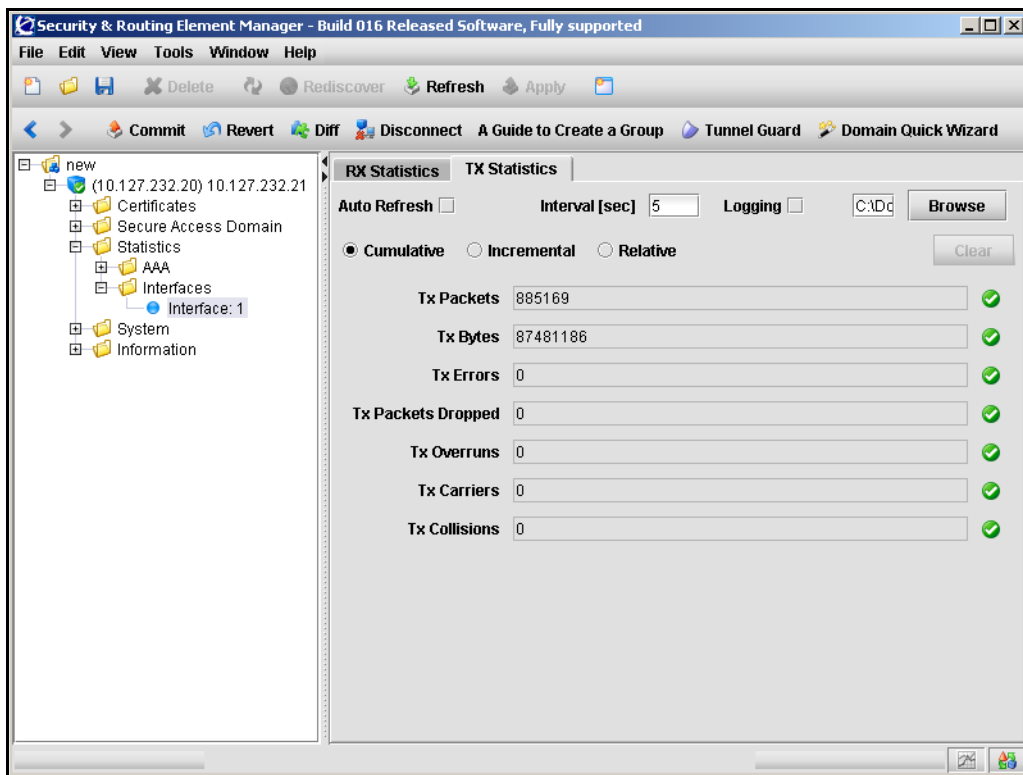 Security & Routing Element Manager - Build 016 Released Software, Fully supported
File Edit View Tools Window Help
Delete Rediscover Refresh Apply
Commit Revert Diff Disconnect A Guide to Create a Group Tunnel Guard Domain Quick Wizard
new
(10.127.232.20) 10.127.232.21
Certificates
Secure Access Domain
Statistics
AAA
Interfaces
Interface: 1
System
Information
RX Statistics TX Statistics
Auto Refresh Interval [sec] 5 Logging C:\Do Browse
Cumulative Incremental Relative Clear
Tx Packets 885169
Tx Bytes 87481186
Tx Errors 0
Tx Packets Dropped 0
Tx Overruns 0
Tx Carriers 0
Tx Collisions 0